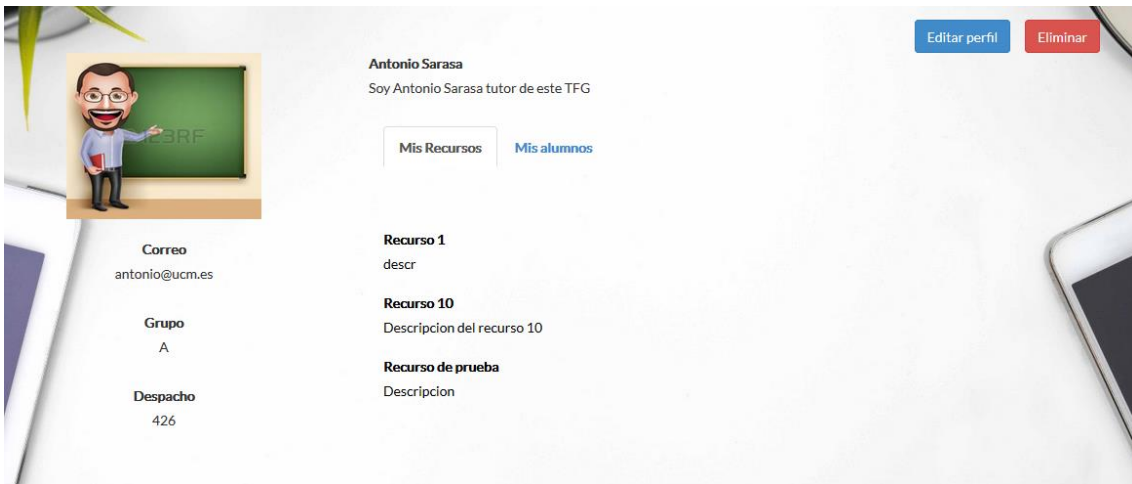 Editar perfil
Eliminar
Antonio Sarasa
Soy Antonio Sarasa tutor de este TFG
Mis Recursos
Mis alumnos
Correo
antonio@ucm.es
Grupo
A
Despacho
426
Recurso 1
descr
Recurso 10
Descripcion del recurso 10
Recurso de prueba
Descripcion